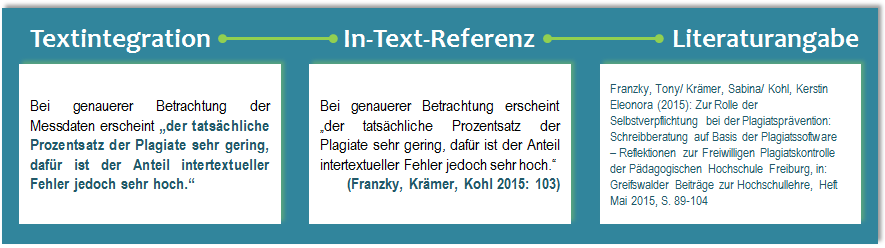 Textintegration
In-Text-Referenz
Literaturangabe
Bei genauerer Betrachtung der
Messdaten erscheint „der tatsächliche
Prozentsatz der Plagiate sehr gering,
dafür ist der Anteil intertextueller
Fehler jedoch sehr hoch.“
Bei genauerer Betrachtung erscheint
„der tatsächliche Prozentsatz der
Plagiate sehr gering, dafür ist der Anteil
intertextueller Fehler jedoch sehr hoch.“
(Franzky, Krämer, Kohl 2015: 103)
Franzky, Tony/ Krämer, Sabina/ Kohl, Kerstin
Eleonora (2015): Zur Rolle der
Selbstverpflichtung bei der Plagiatsprävention:
Schreibberatung auf Basis der Plagiatssoftware
– Reflektionen zur Freiwilligen Plagiatskontrolle
der Pädagogischen Hochschule Freiburg, in:
Greifswalder Beiträge zur Hochschullehre, Heft
Mai 2015, S. 89-104